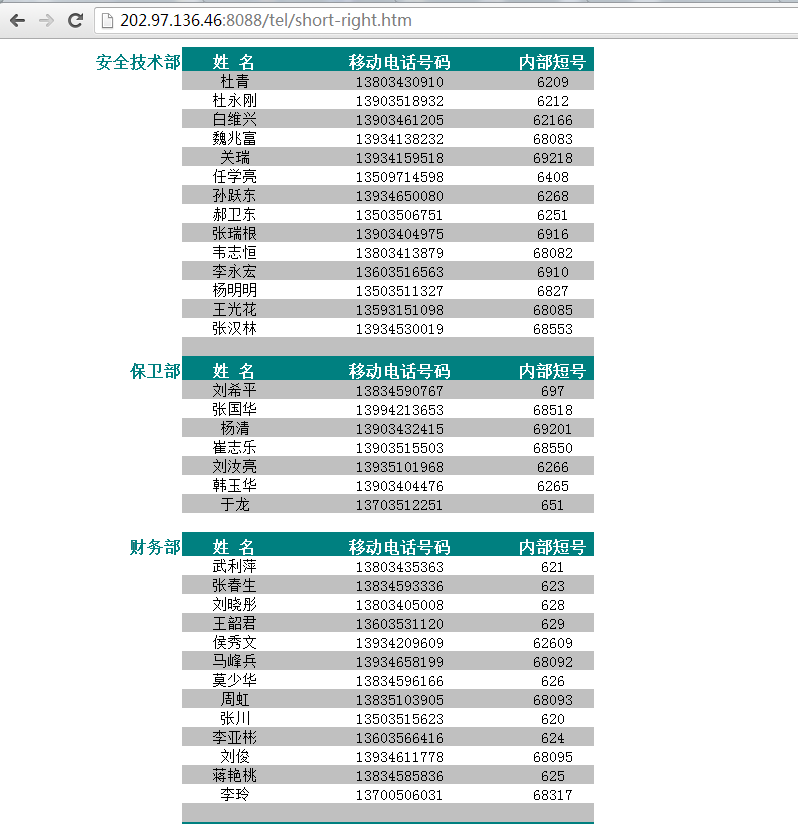 202.97.136.46:8088/tel/short-right.htm
安全技术部 姓 名 移动电话号码 内部短号
杜青 13803430910 6209
杜永刚 13903518932 6212
白维兴 13903461205 62166
魏兆富 13934138232 68083
关瑞 13934159518 69218
任学亮 13509714598 6408
孙跃东 13934650080 6268
郝卫东 13503506751 6251
张瑞根 13903404975 6916
韦志恒 13803413879 68082
李永宏 13603516563 6910
杨明明 13503511327 6827
王光花 13593151098 68085
张汉林 13934530019 68553
保卫部 姓 名 移动电话号码 内部短号
刘希平 13834590767 697
张国华 13994213653 68518
杨清 13903432415 69201
崔志乐 13903515503 68550
刘汝亮 13935101968 6266
韩玉华 13903404476 6265
于龙 13703512251 651
财务部 姓 名 移动电话号码 内部短号
武利萍 13803435363 621
张春生 13834593336 623
刘晓彤 13803405008 628
王韶君 13603531120 629
侯秀文 13934209609 62609
马峰兵 13934658199 68092
莫少华 13834596166 626
周虹 13835103905 68093
张川 13503515623 620
李亚彬 13603566416 624
刘俊 13934611778 68095
蒋艳桃 13834585836 625
李玲 13700506031 68317